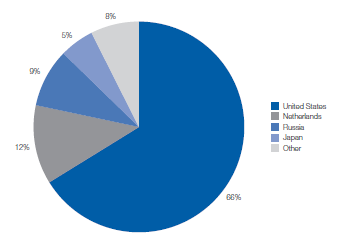 8%
5%
9%
12%
66%
United States
Netherlands
Russia
Japan
Other